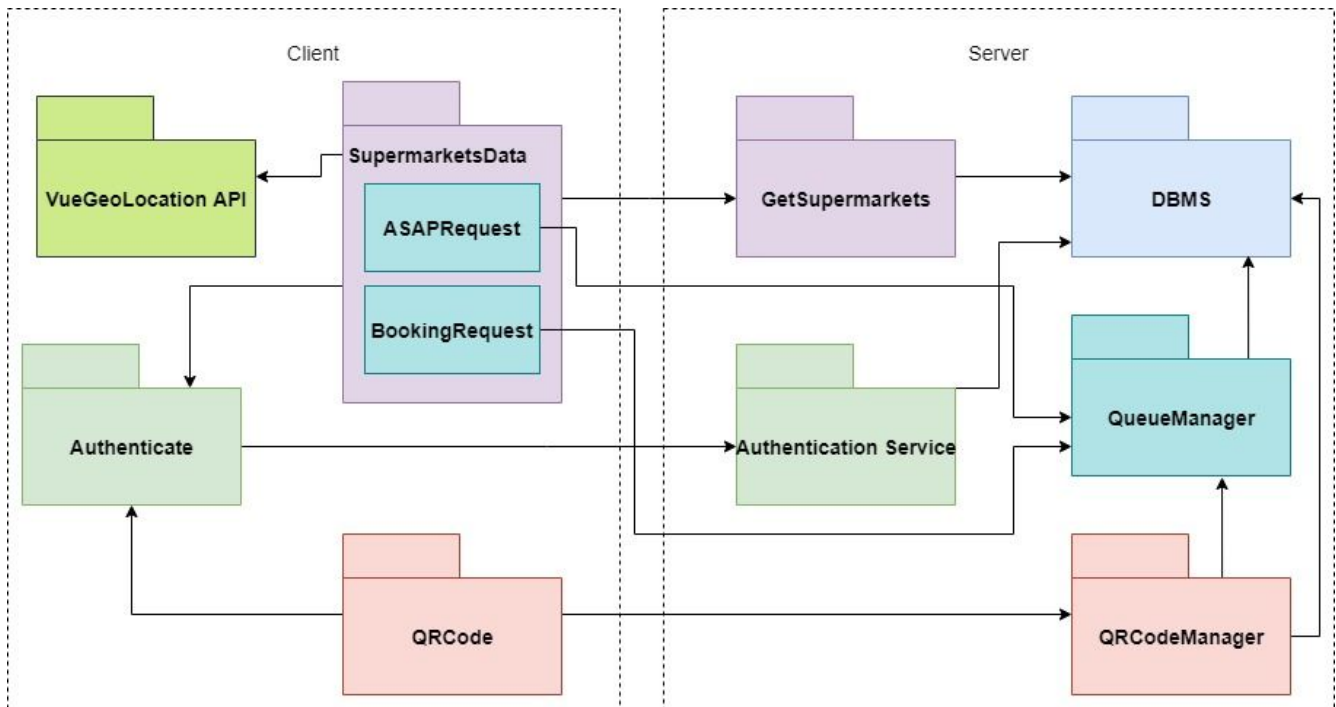 Client
Server
SupermarketsData
VueGeoLocation API
GetSupermarkets
DBMS
ASAPRequest
BookingRequest
QueueManager
Authenticate
Authentication Service
QRCode
QRCodeManager